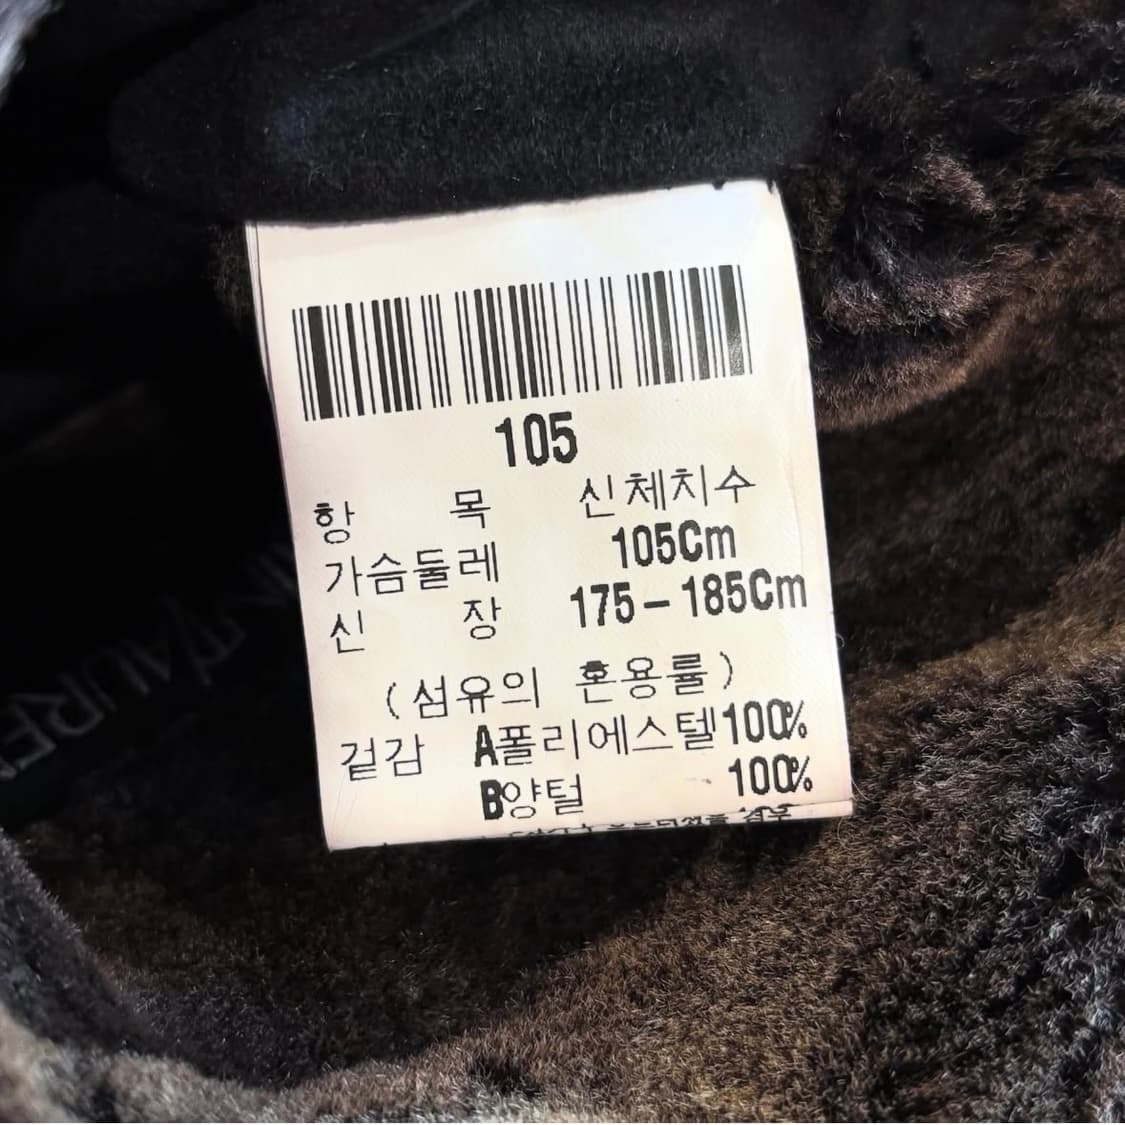 105
항 목 신체치수
가슴둘레 105Cm
신 장 175-185Cm
(섬유의 혼용률)
겉감 A폴리에스텔100%
B양털 100%